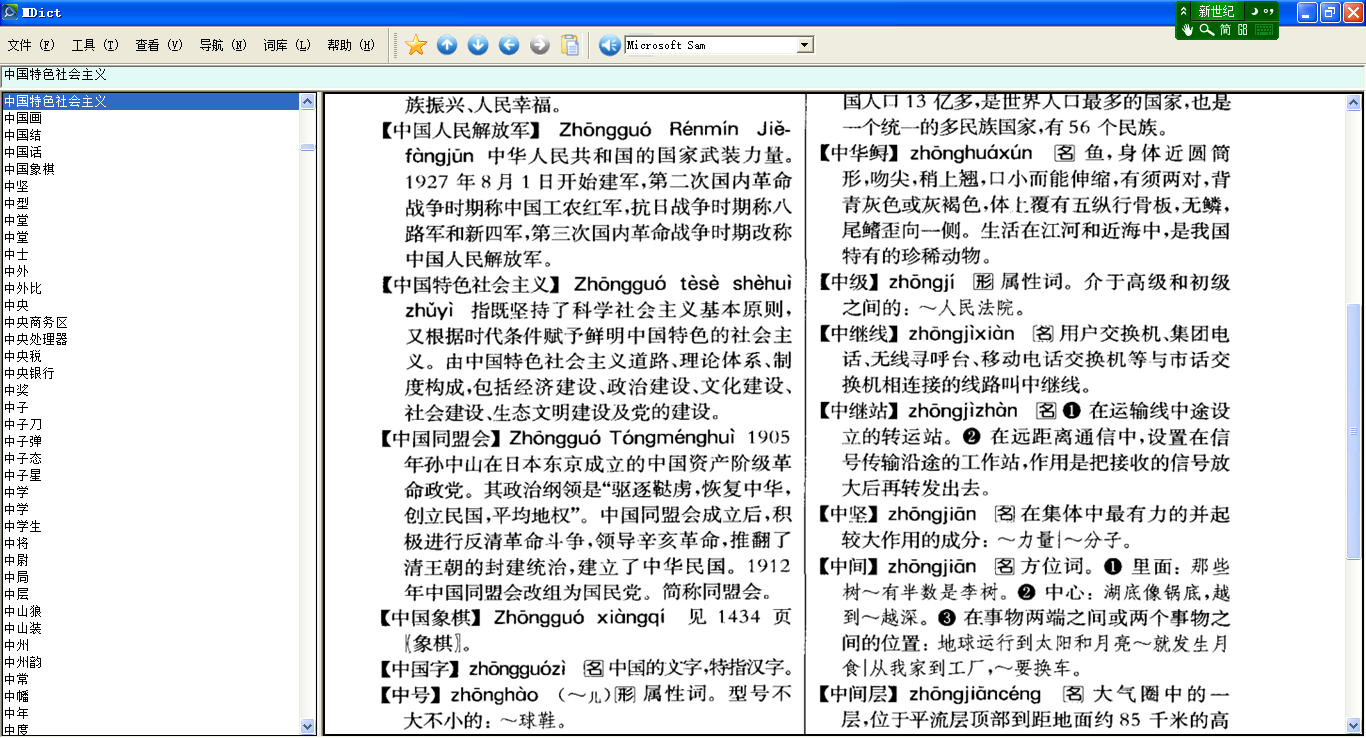 MDict
新世纪
简
文件 (F) 工具 (T) 查看 (V) 导航 (N) 词库 (L) 帮助 (H)
Microsoft Sam
中国特色社会主义
中国特色社会主义
中国画
中国结
中国话
中国象棋
中坚
中型
中堂
中堂
中士
中外
中外比
中央
中央商务区
中央处理器
中央税
中央银行
中奖
中子
中子刀
中子弹
中子态
中子星
中学
中学
中学生
中将
中尉
中局
中层
中山狼
中山装
中州
中州韵
中常
中幡
中年
中度
族振兴、人民幸福。
【中国人民解放军】 Zhōngguó Rénmín Jiě-
fàngjūn 中华人民共和国的国家武装力量。
1927 年 8 月 1 日开始建军,第二次国内革命
战争时期称中国工农红军,抗日战争时期称八
路军和新四军,第三次国内革命战争时期改称
中国人民解放军。
【中国特色社会主义】 Zhōngguó tèsè shèhuì
zhǔyì 指既坚持了科学社会主义基本原则,
又根据时代条件赋予鲜明中国特色的社会主
义。由中国特色社会主义道路、理论体系、制
度构成,包括经济建设、政治建设、文化建设、
社会建设、生态文明建设及党的建设。
【中国同盟会】 Zhōngguó Tóngménghuì 1905
年孙中山在日本东京成立的中国资产阶级革
命政党。其政治纲领是“驱逐鞑虏,恢复中华,
创立民国,平均地权”。中国同盟会成立后,积
极进行反清革命斗争,领导辛亥革命,推翻了
清王朝的封建统治,建立了中华民国。1912
年中国同盟会改组为国民党。简称同盟会。
【中国象棋】 Zhōngguó xiàngqí 见 1434 页
〖象棋〗。
【中国字】 zhōngguózì 名 中国的文字,特指汉字。
【中号】 zhōnghào (～儿) 形 属性词。型号不
大不小的：～球鞋。
国人口 13 亿多,是世界人口最多的国家,也是
一个统一的多民族国家,有 56 个民族。
【中华鲟】 zhōnghuáxún 名 鱼,身体近圆筒
形,吻尖,稍上翘,口小而能伸缩,有须两对,背
青灰色或灰褐色,体上覆有五纵行骨板,无鳞,
尾鳍歪向一侧。生活在江河和近海中,是我国
特有的珍稀动物。
【中级】 zhōngjí 形 属性词。介于高级和初级
之间的：～人民法院。
【中继线】 zhōngjìxiàn 名 用户交换机、集团电
话、无线寻呼台、移动电话交换机等与市话交
换机相连接的线路叫中继线。
【中继站】 zhōngjìzhàn 名 ❶ 在运输线中途设
立的转运站。❷ 在远距离通信中,设置在信
号传输沿途的工作站,作用是把接收的信号放
大后再转发出去。
【中坚】 zhōngjiān 名 在集体中最有力的并起
较大作用的成分：～力量|～分子。
【中间】 zhōngjiān 名 方位词。❶ 里面：那些
树～有半数是李树。❷ 中心：湖底像锅底,越
到～越深。❸ 在事物两端之间或两个事物之
间的位置：地球运行到太阳和月亮～就发生月
食|从我家到工厂,～要换车。
【中间层】 zhōngjiāncéng 名 大气圈中的一
层,位于平流层顶部到距地面约 85 千米的高